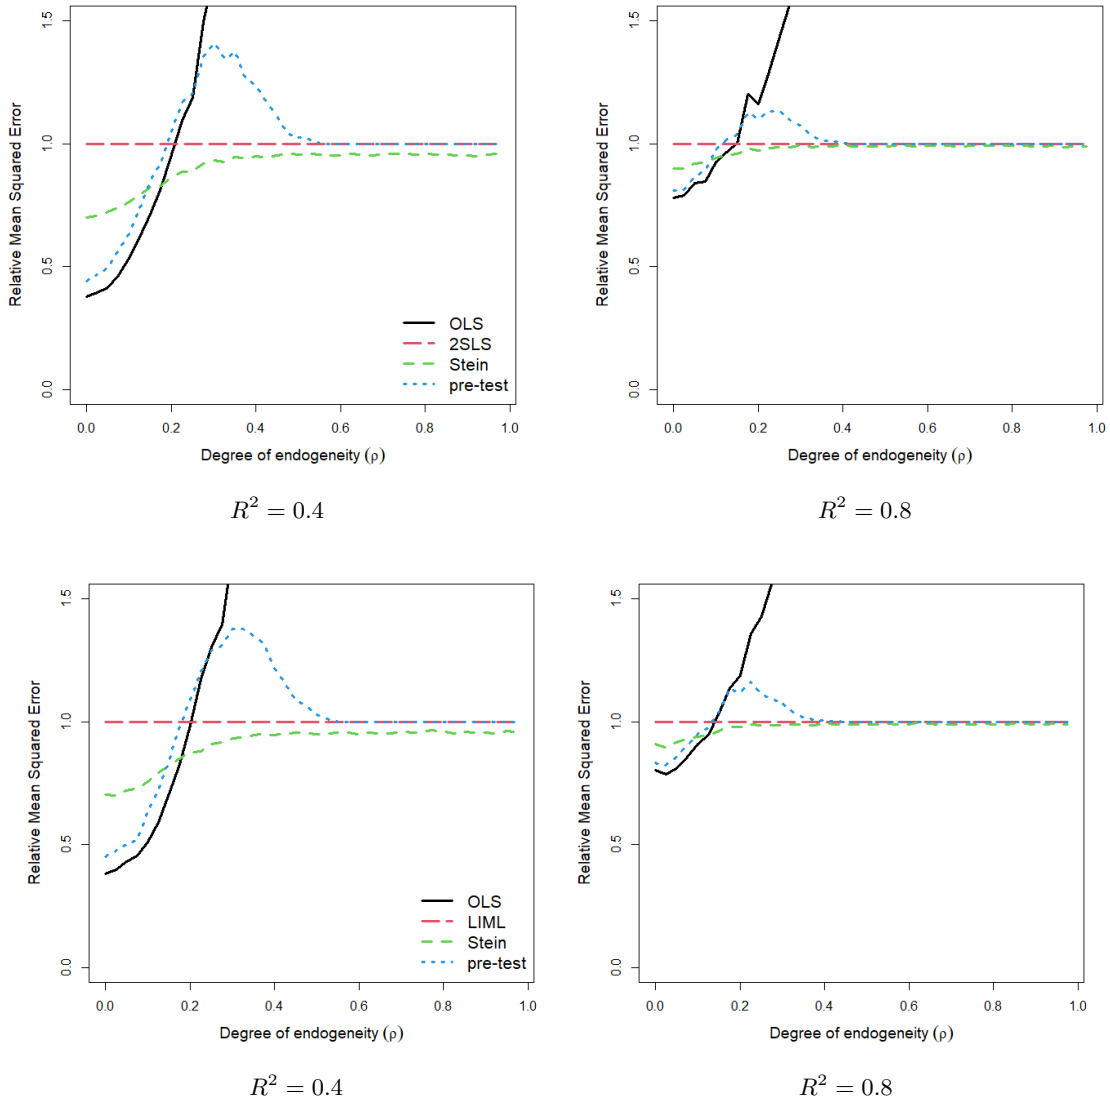 Relative Mean Squared Error
1.5
1.0
0.5
0.0
OLS
2SLS
Stein
pre-test
0.0 0.2 0.4 0.6 0.8 1.0
Degree of endogeneity (ρ)
R² = 0.4
Relative Mean Squared Error
1.5
1.0
0.5
0.0
0.0 0.2 0.4 0.6 0.8 1.0
Degree of endogeneity (ρ)
R² = 0.8
Relative Mean Squared Error
1.5
1.0
0.5
0.0
OLS
LIML
Stein
pre-test
0.0 0.2 0.4 0.6 0.8 1.0
Degree of endogeneity (ρ)
R² = 0.4
Relative Mean Squared Error
1.5
1.0
0.5
0.0
0.0 0.2 0.4 0.6 0.8 1.0
Degree of endogeneity (ρ)
R² = 0.8